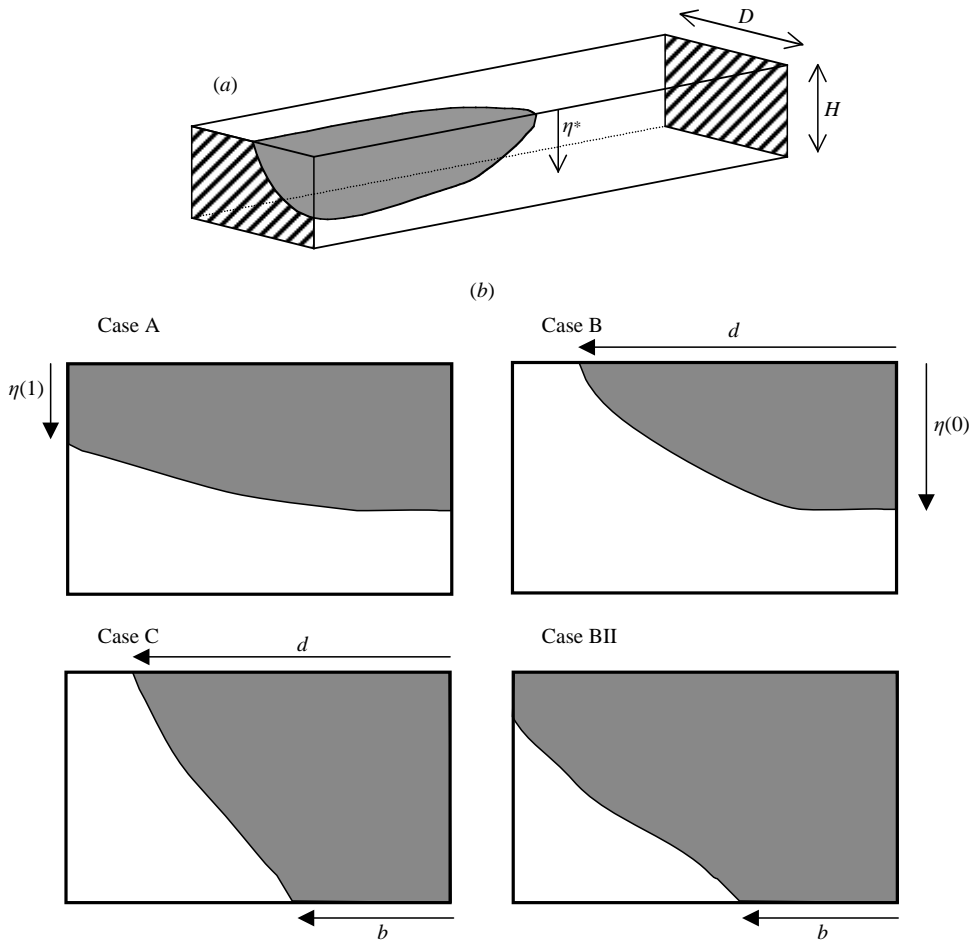 D
(a)
η*
H
(b)
Case A
Case B
d
η(1)
η(0)
Case C
d
Case BII
b
b